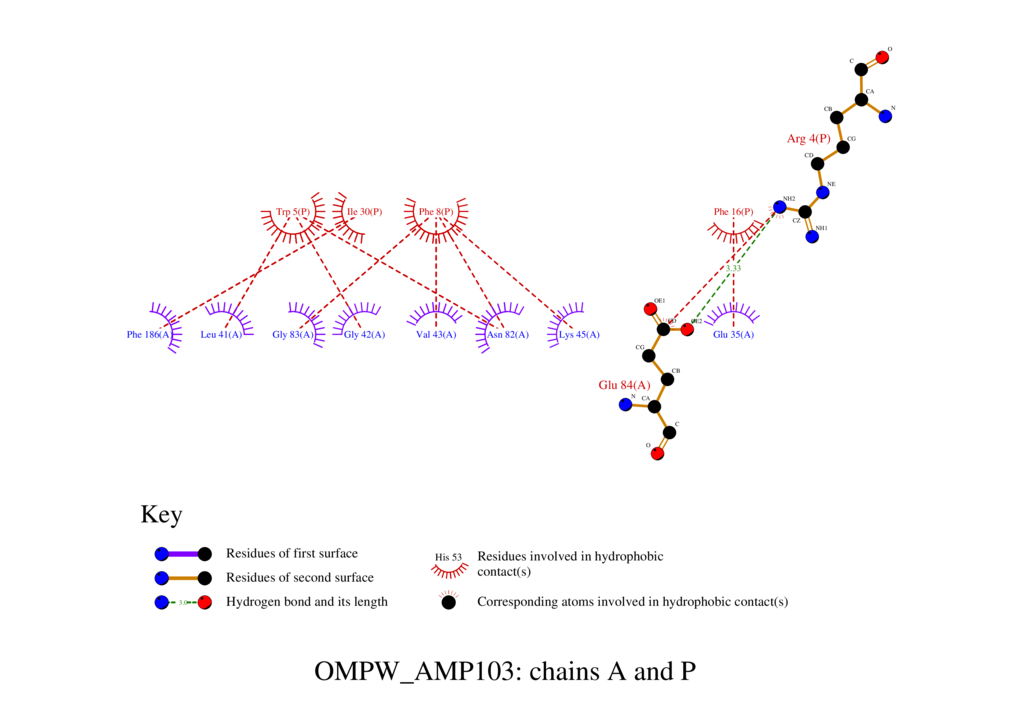 O
C
CA
CB
N
Arg 4(P)
CG
CD
NE
NH2
CZ
NH1
Trp 5(P) Ile 30(P) Phe 8(P) Phe 16(P)
3.33
OE1
OE2
Phe 186(A) Leu 41(A) Gly 83(A) Gly 42(A) Val 43(A) Asn 82(A) Lys 45(A) Glu 35(A)
CG
CB
Glu 84(A)
N CA
C
O
Key
Residues of first surface
Residues of second surface
3.0 Hydrogen bond and its length
His 53 Residues involved in hydrophobic
contact(s)
Corresponding atoms involved in hydrophobic contact(s)
OMPW_AMP103: chains A and P